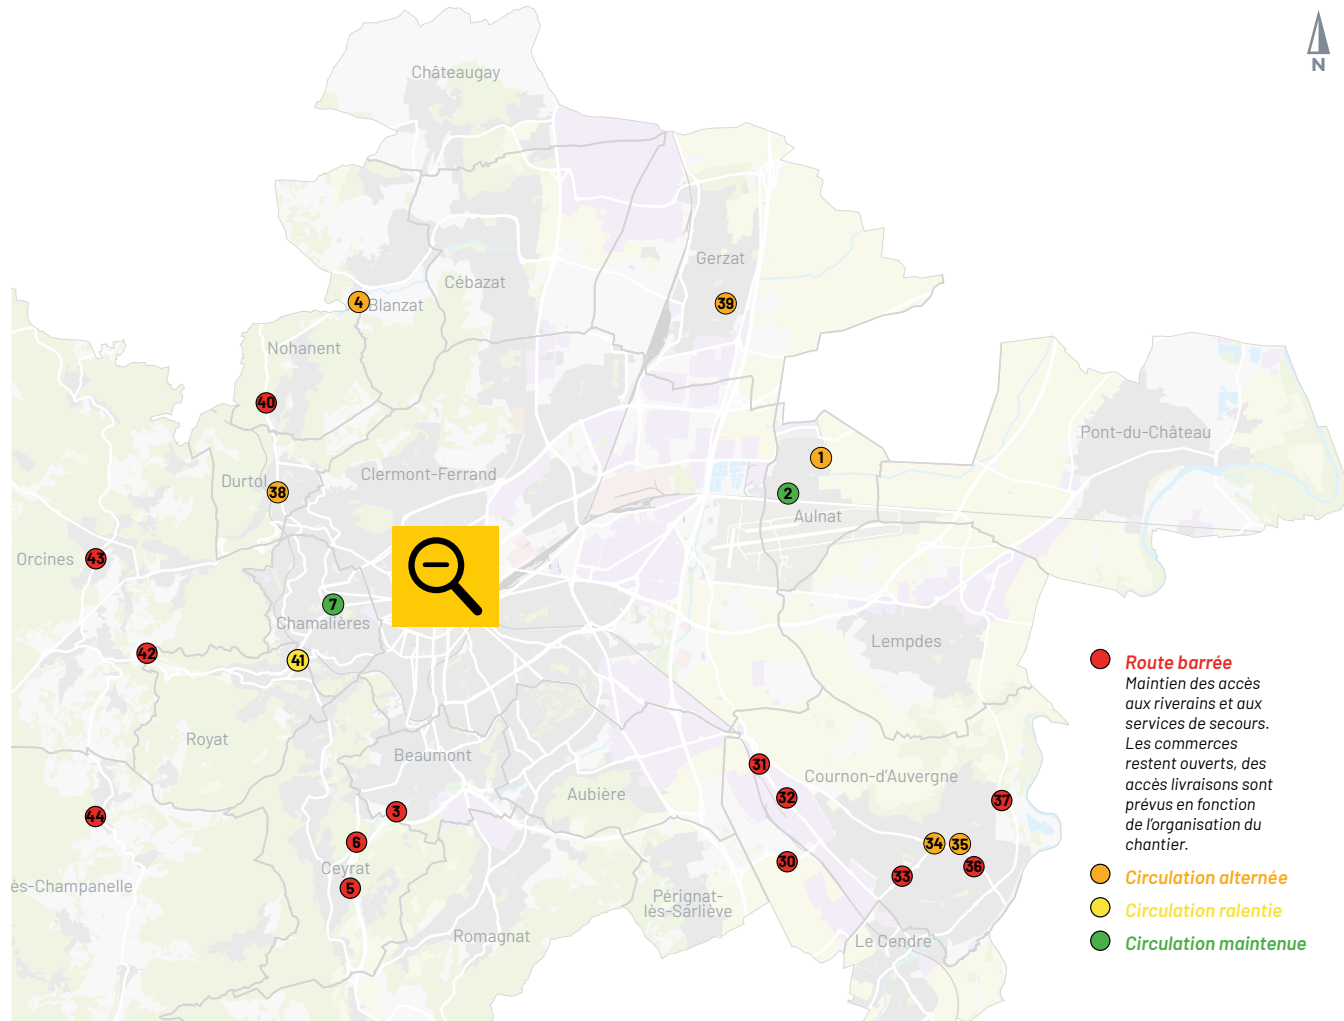 N
Châteaugay
Gerzat
Cébazat
4
Blanzat
39
Nohanent
40
Pont-du-Château
1
Clermont-Ferrand
Durtol
38
2
Aulnat
Orcines
43
7
Chamalières
Lempdes
42
41
Royat
Beaumont
31
Cournon-d'Auvergne
Aubière
32
37
3
44
6
34
35
30
36
Ceyrat
33
5
ès-Champanelle
Pérignat-
lès-Sarliève
Romagnat
Le Cendre
Route barrée
Maintien des accès
aux riverains et aux
services de secours.
Les commerces
restent ouverts, des
accès livraisons sont
prévus en fonction
de l'organisation du
chantier.
Circulation alternée
Circulation ralentie
Circulation maintenue